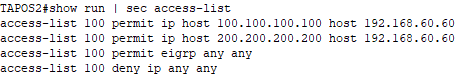 TAPOS2#show run | sec access-list
access-list 100 permit ip host 100.100.100.100 host 192.168.60.60
access-list 100 permit ip host 200.200.200.200 host 192.168.60.60
access-list 100 permit eigrp any any
access-list 100 deny ip any any